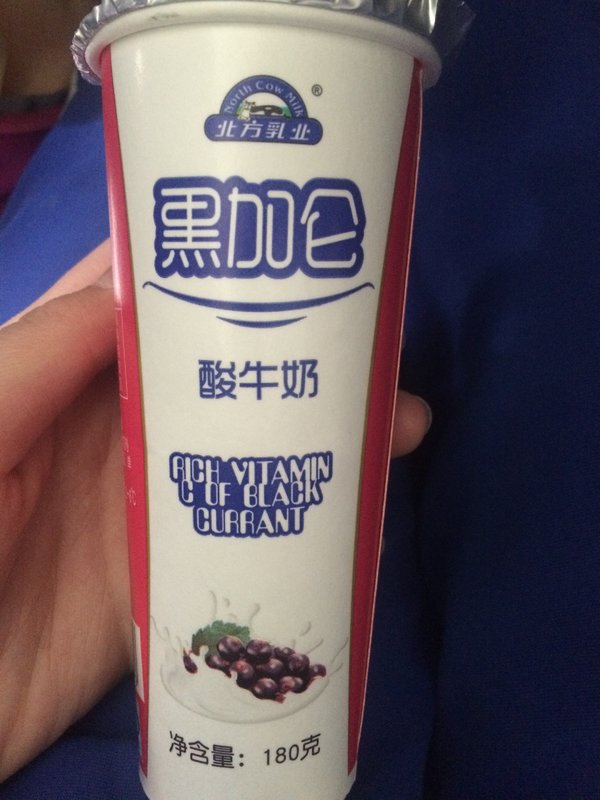 North Cow Milk
®
北方乳业
黑加仑
酸牛奶
RICH VITAMIN
C OF BLACK
CURRANT
净含量：180克